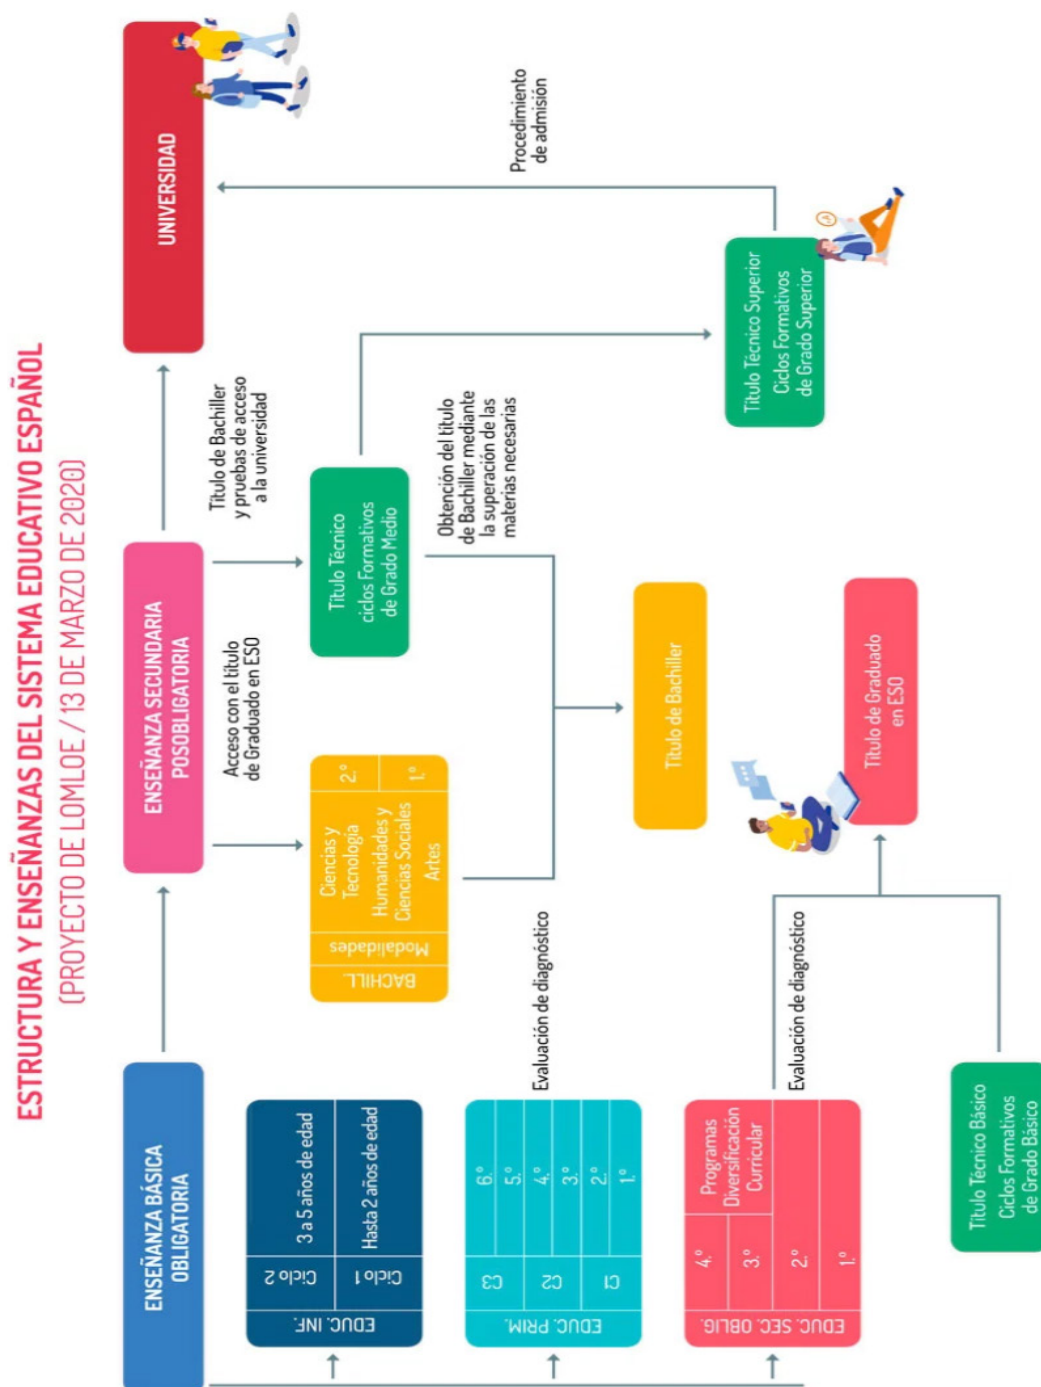 ESTRUCTURA Y ENSEÑANZAS DEL SISTEMA EDUCATIVO ESPAÑOL
(PROYECTO DE LOMLOE / 13 DE MARZO DE 2020)
ENSEÑANZA BÁSICA
OBLIGATORIA
ENSEÑANZA SECUNDARIA
POSOBLIGATORIA
UNIVERSIDAD
EDUC. INF.
Ciclo 2
3 a 5 años de edad
Ciclo 1
Hasta 2 años de edad
EDUC. PRIM.
C3
6.º
5.º
C2
4.º
3.º
C1
2.º
1.º
Evaluación de diagnóstico
EDUC. SEC. OBLIG.
4.º
3.º
Programas
Diversificación
Curricular
2.º
1.º
Evaluación de diagnóstico
Título Técnico Básico
Ciclos Formativos
de Grado Básico
Título de Graduado
en ESO
Acceso con el título
de Graduado en ESO
BACHILL.
Modalidades
Ciencias y
Tecnología
Humanidades y
Ciencias Sociales
Artes
2.º
1.º
Título Técnico
ciclos Formativos
de Grado Medio
Título de Bachiller
y pruebas de acceso
a la universidad
Obtención del título
de Bachiller mediante
la superación de las
materias necesarias
Título de Bachiller
Título Técnico Superior
Ciclos Formativos
de Grado Superior
Procedimiento
de admisión